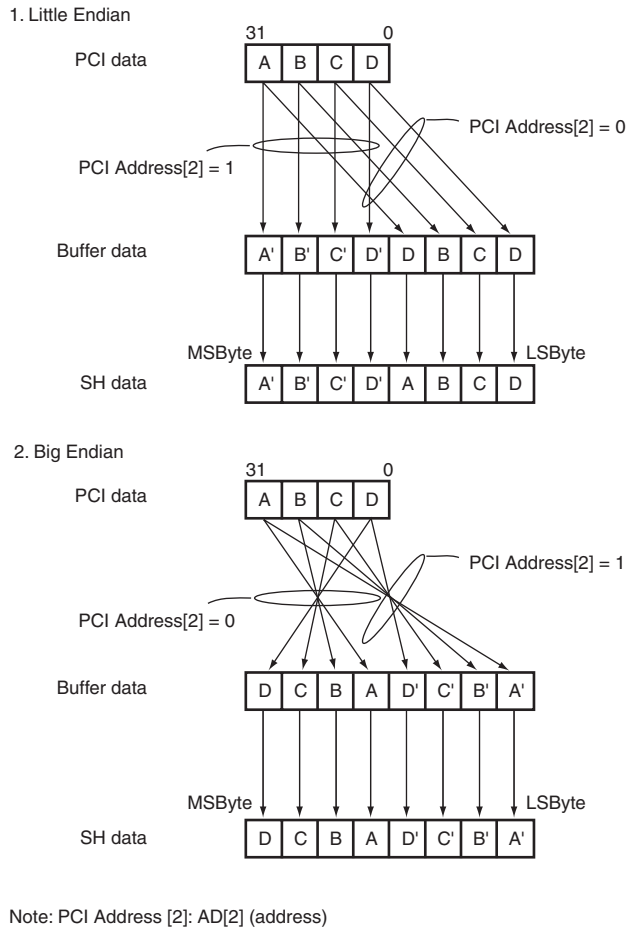 1. Little Endian
31 0
PCI data A B C D
PCI Address[2] = 0
PCI Address[2] = 1
Buffer data A' B' C' D' D B C D
MSByte LSByte
SH data A' B' C' D' A B C D
2. Big Endian
31 0
PCI data A B C D
PCI Address[2] = 1
PCI Address[2] = 0
Buffer data D C B A D' C' B' A'
MSByte LSByte
SH data D C B A D' C' B' A'
Note: PCI Address [2]: AD[2] (address)